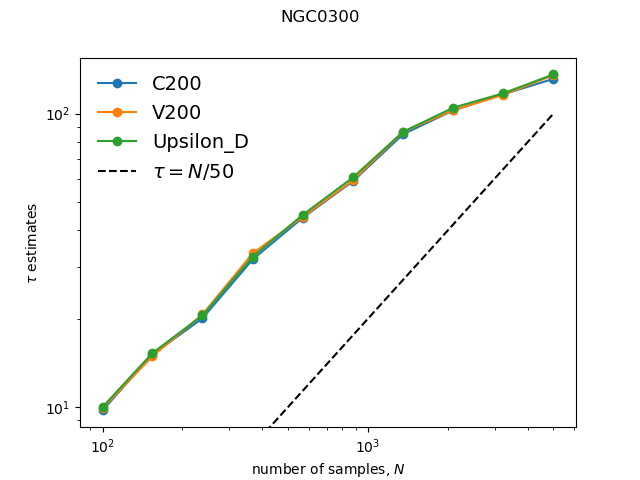 NGC0300
C200
V200
Upsilon_D
τ = N/50
10²
10¹
τ estimates
10² 10³
number of samples, N